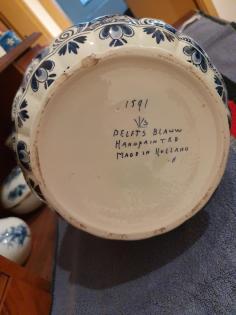 1591
DELFTS BLAUW
HANDPAINTED
MADE IN HOLLAND